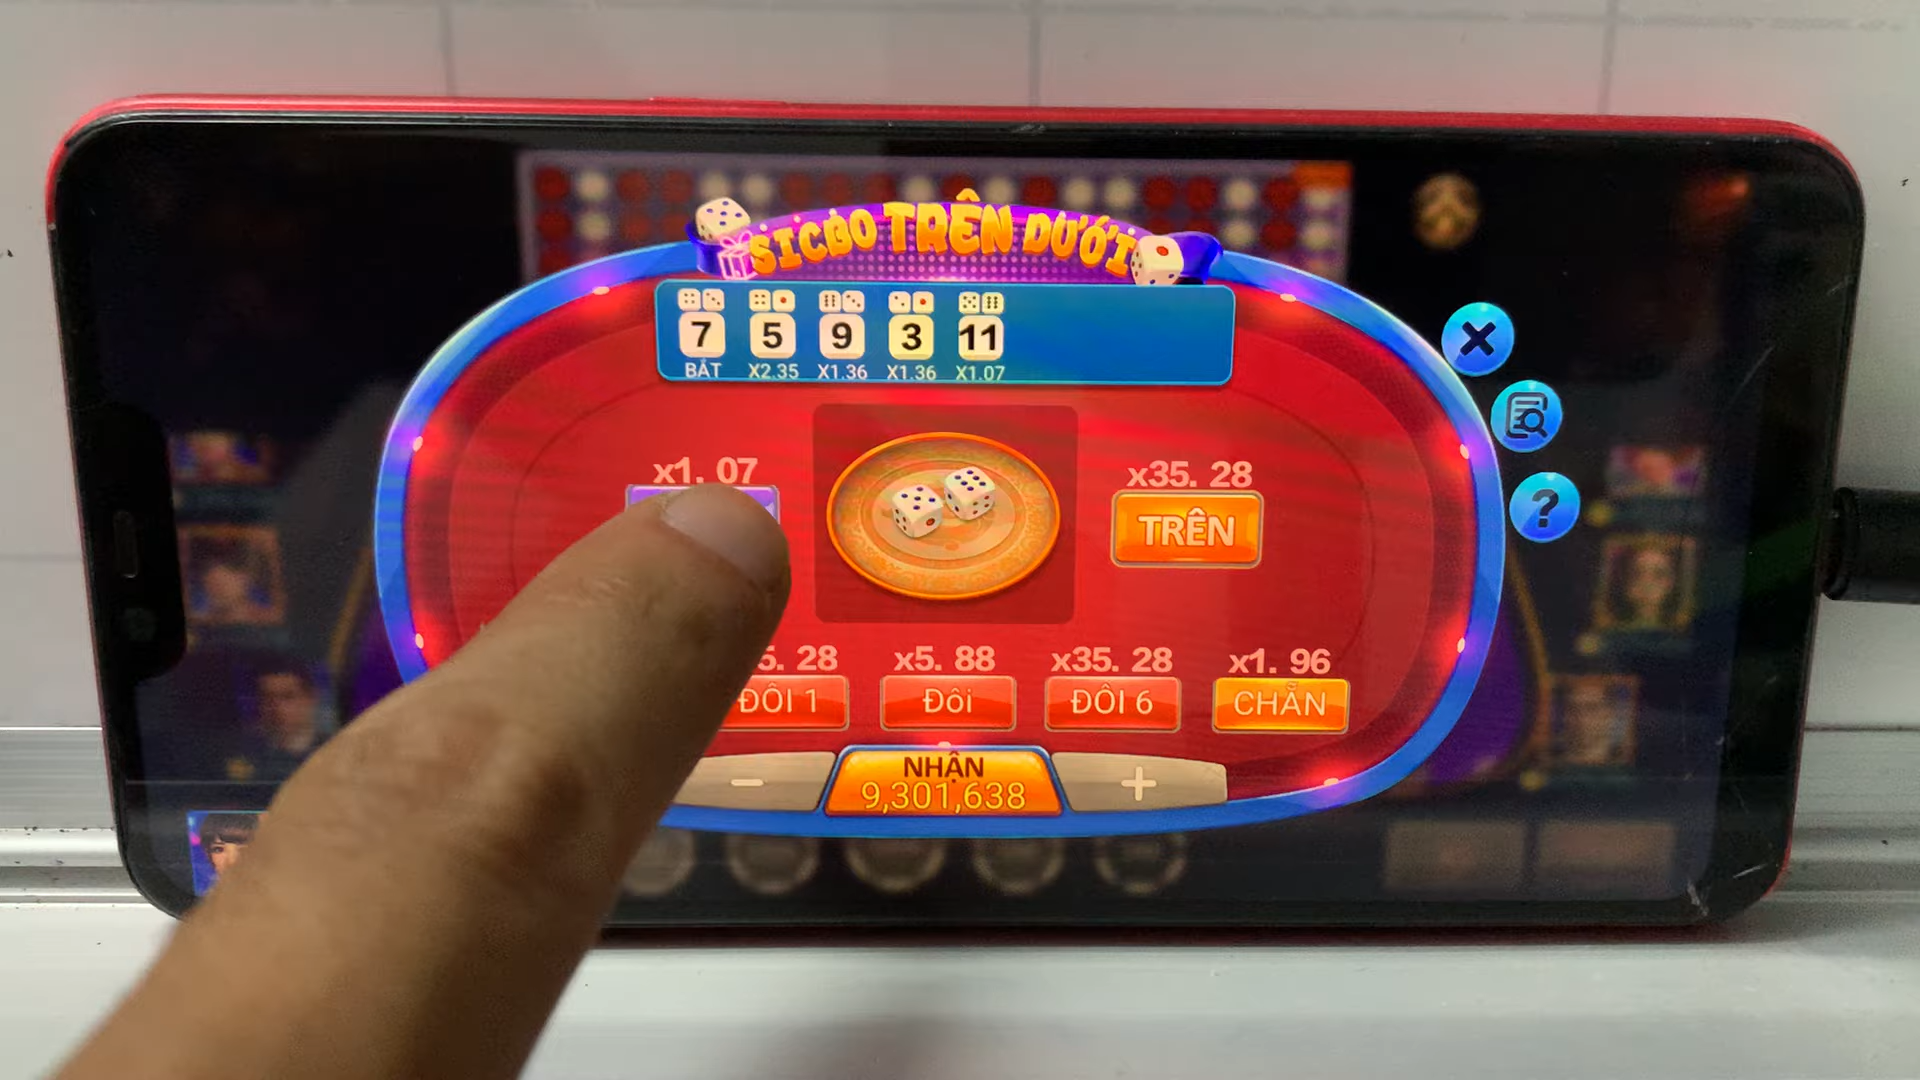 SICBO TRÊN DƯỚI
7 5 9 3 11
BẮT X2.35 X1.36 X1.36 X1.07
x1. 07
x35. 28
TRÊN
5. 28 x5. 88 x35. 28 x1. 96
ĐÔI 1 Đôi ĐÔI 6 CHẴN
- NHẬN +
9,301,638
?